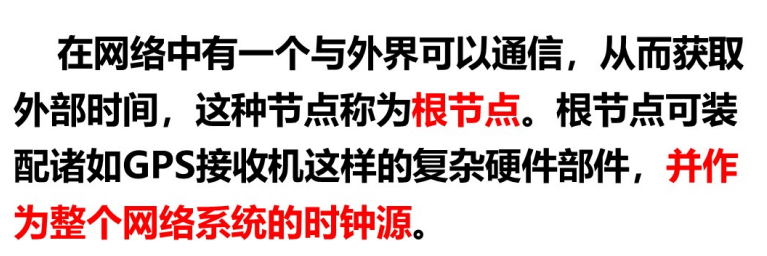 在网络中有一个与外界可以通信，从而获取
外部时间，这种节点称为根节点。根节点可装
配诸如GPS接收机这样的复杂硬件部件，并作
为整个网络系统的时钟源。